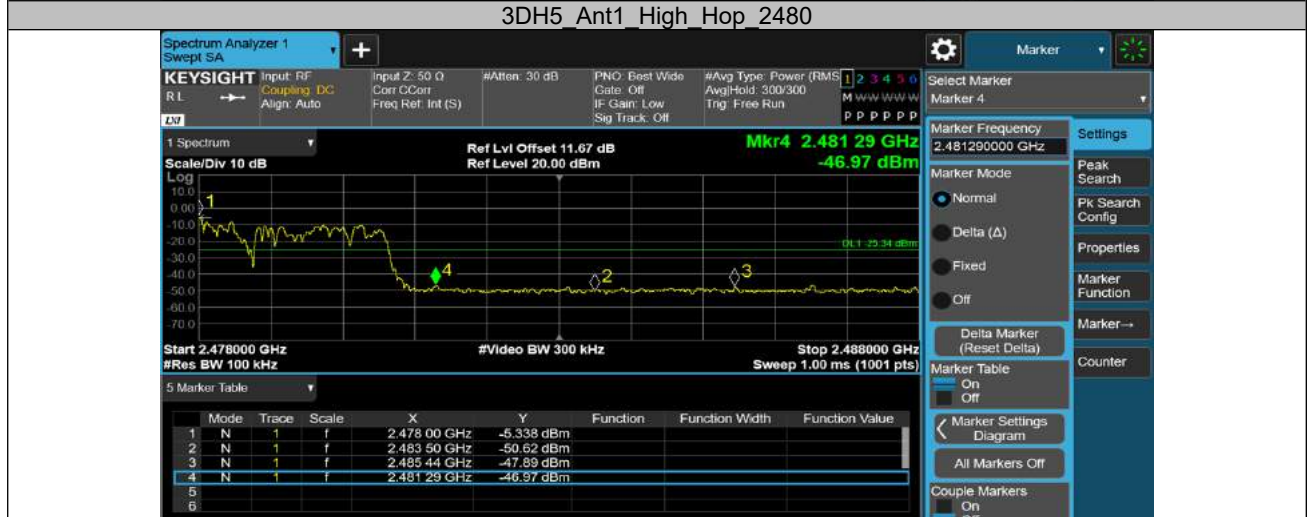 3DH5_Ant1_High_Hop_2480
Spectrum Analyzer 1
Swept SA
Marker
KEYSIGHT
RL
LXI
Input: RF
Coupling: DC
Align: Auto
Input Z: 50 Ω
Corr CCorr
Freq Ref: Int (S)
#Atten: 30 dB
PNO: Best Wide
Gate: Off
IF Gain: Low
Sig Track: Off
#Avg Type: Power (RMS
Avg|Hold: 300/300
Trig: Free Run
1 2 3 4 5 6
M W W W W W
P P P P P P
Select Marker
Marker 4
1 Spectrum
Scale/Div 10 dB
Ref Lvl Offset 11.67 dB
Ref Level 20.00 dBm
Mkr4 2.481 29 GHz
-46.97 dBm
Log
10.0
0.00
-10.0
-20.0
-30.0
-40.0
-50.0
-60.0
-70.0
1
4
2
3
DL1 -25.34 dBm
Start 2.478000 GHz
#Res BW 100 kHz
#Video BW 300 kHz
Stop 2.488000 GHz
Sweep 1.00 ms (1001 pts)
5 Marker Table
Mode Trace Scale X Y Function Function Width Function Value
1 N 1 f 2.478 00 GHz -5.338 dBm
2 N 1 f 2.483 50 GHz -50.62 dBm
3 N 1 f 2.485 44 GHz -47.89 dBm
4 N 1 f 2.481 29 GHz -46.97 dBm
5
6
Marker Frequency
2.481290000 GHz
Marker Mode
Normal
Delta (Δ)
Fixed
Off
Delta Marker
(Reset Delta)
Marker Table
On
Off
Marker Settings
Diagram
All Markers Off
Couple Markers
On
Settings
Peak
Search
Pk Search
Config
Properties
Marker
Function
Marker→
Counter